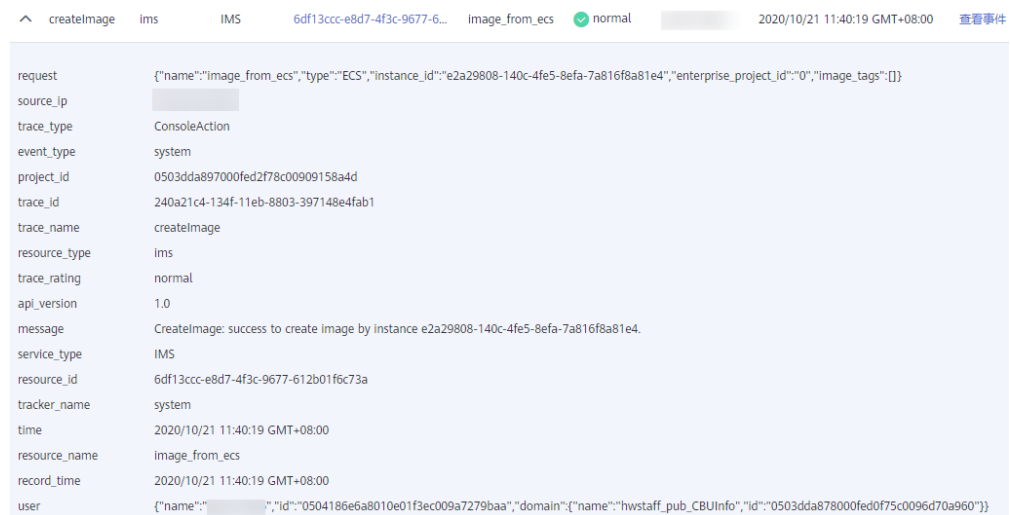 createImage ims IMS 6df13ccc-e8d7-4f3c-9677-6... image_from_ecs normal 2020/10/21 11:40:19 GMT+08:00 查看事件
request {"name":"image_from_ecs","type":"ECS","instance_id":"e2a29808-140c-4fe5-8efa-7a816f8a81e4","enterprise_project_id":"0","image_tags":[]}
source_ip
trace_type ConsoleAction
event_type system
project_id 0503dda897000fed2f78c00909158a4d
trace_id 240a21c4-134f-11eb-8803-397148e4fab1
trace_name createImage
resource_type ims
trace_rating normal
api_version 1.0
message CreateImage: success to create image by instance e2a29808-140c-4fe5-8efa-7a816f8a81e4.
service_type IMS
resource_id 6df13ccc-e8d7-4f3c-9677-612b01f6c73a
tracker_name system
time 2020/10/21 11:40:19 GMT+08:00
resource_name image_from_ecs
record_time 2020/10/21 11:40:19 GMT+08:00
user {"name":" ","id":"0504186e6a8010e01f3ec009a7279baa","domain":{"name":"hwstaff_pub_CBUInfo","id":"0503dda878000fed0f75c0096d70a960"}}